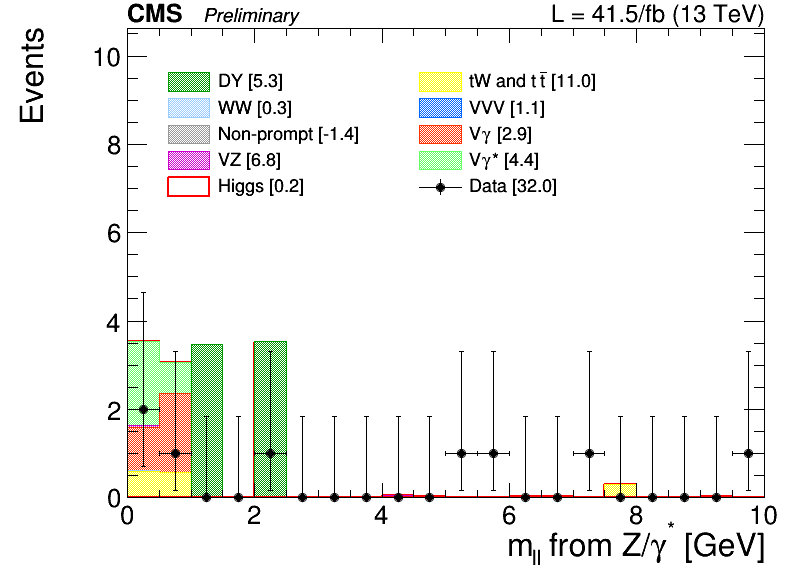 CMS Preliminary L = 41.5/fb (13 TeV)
Events
10
8
6
4
2
0
DY [5.3]
WW [0.3]
Non-prompt [-1.4]
VZ [6.8]
Higgs [0.2]
tW and tt̅ [11.0]
VVV [1.1]
Vγ [2.9]
Vγ* [4.4]
Data [32.0]
0 2 4 6 8 10
m_ll from Z/γ* [GeV]